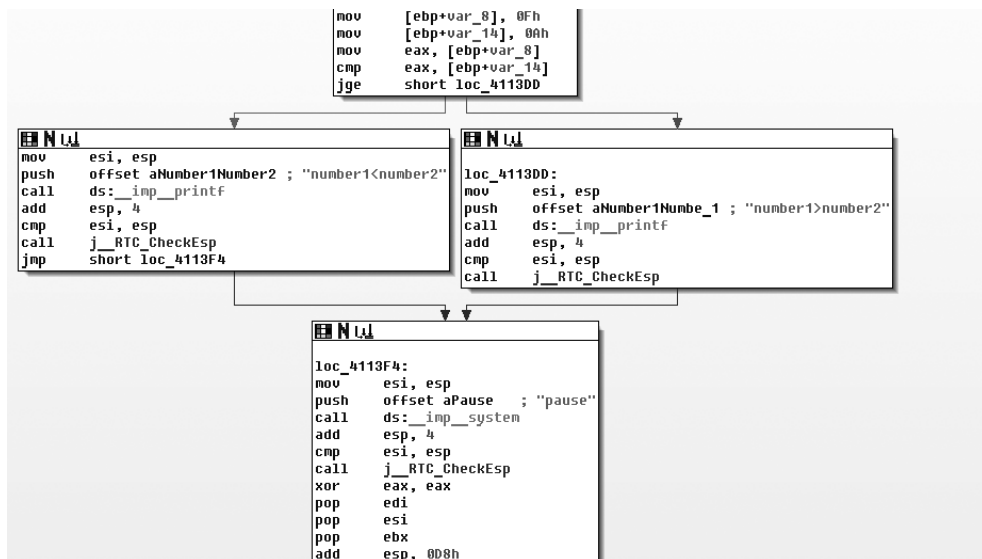 mov     [ebp+var_8], 0Fh
mov     [ebp+var_14], 0Ah
mov     eax, [ebp+var_8]
cmp     eax, [ebp+var_14]
jge     short loc_4113DD
mov     esi, esp
push    offset aNumber1Number2 ; "number1<number2"
call    ds:__imp__printf
add     esp, 4
cmp     esi, esp
call    j__RTC_CheckEsp
jmp     short loc_4113F4
loc_4113DD:
mov     esi, esp
push    offset aNumber1Numbe_1 ; "number1>number2"
call    ds:__imp__printf
add     esp, 4
cmp     esi, esp
call    j__RTC_CheckEsp
loc_4113F4:
mov     esi, esp
push    offset aPause   ; "pause"
call    ds:__imp__system
add     esp, 4
cmp     esi, esp
call    j__RTC_CheckEsp
xor     eax, eax
pop     edi
pop     esi
pop     ebx
add     esp, 0D8h